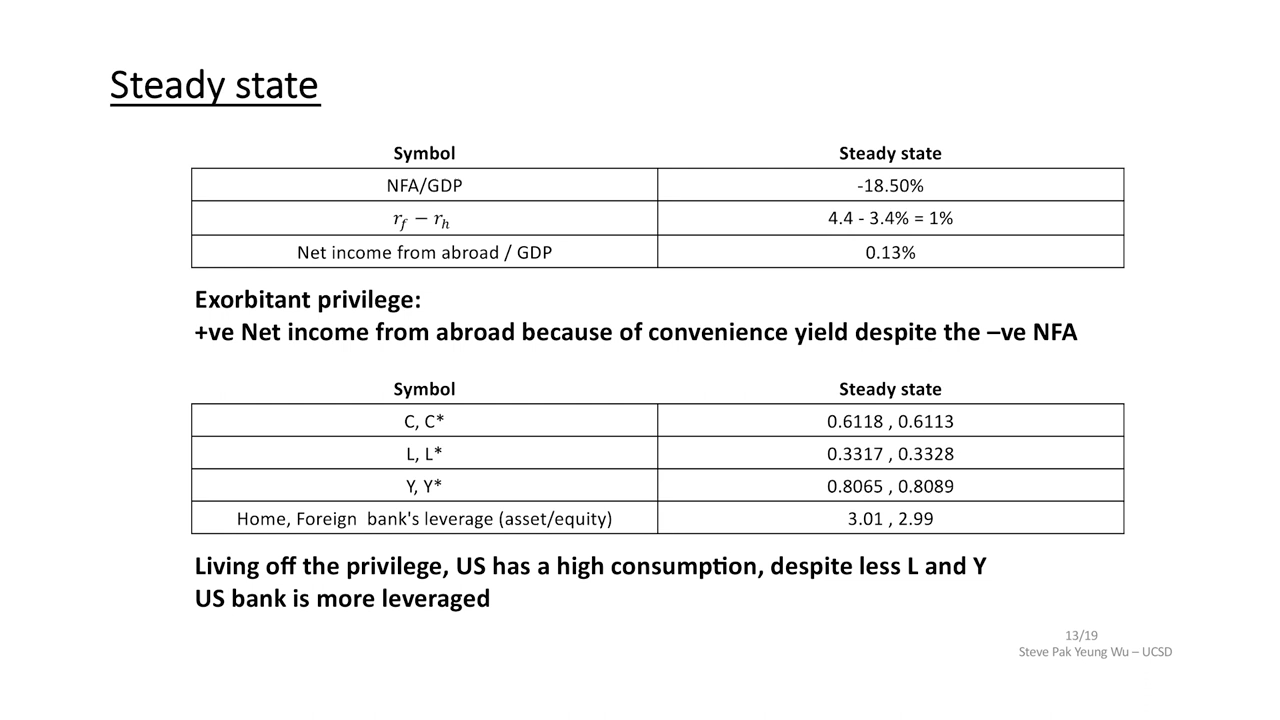 Steady state
Symbol Steady state
NFA/GDP -18.50%
r_f − r_h 4.4 - 3.4% = 1%
Net income from abroad / GDP 0.13%
Exorbitant privilege:
+ve Net income from abroad because of convenience yield despite the –ve NFA
Symbol Steady state
C, C* 0.6118 , 0.6113
L, L* 0.3317 , 0.3328
Y, Y* 0.8065 , 0.8089
Home, Foreign bank's leverage (asset/equity) 3.01 , 2.99
Living off the privilege, US has a high consumption, despite less L and Y
US bank is more leveraged
13/19
Steve Pak Yeung Wu – UCSD